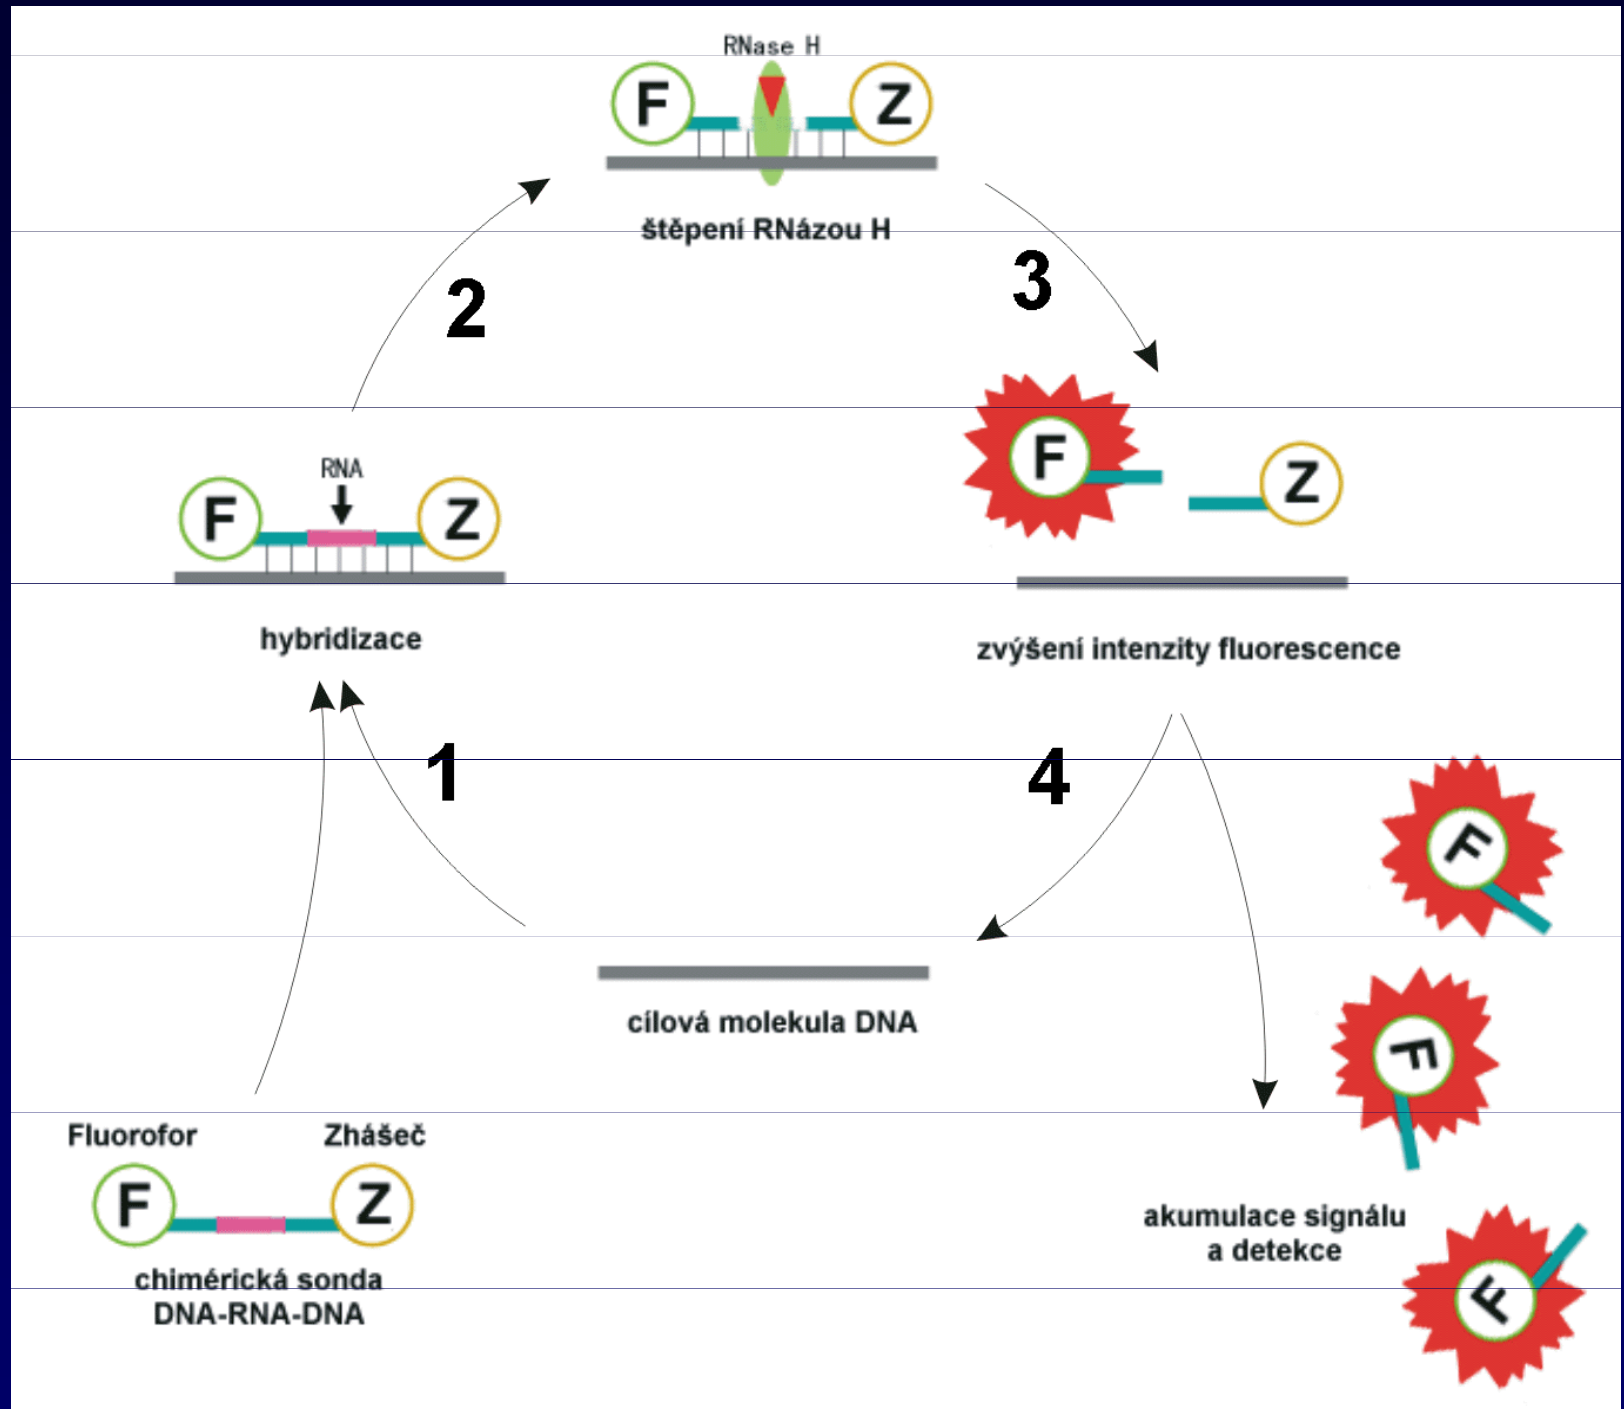 RNase H
F
Z
štěpení RNázou H
2
3
RNA
F
Z
F
Z
hybridizace
zvýšení intenzity fluorescence
1
4
F
cílová molekula DNA
F
Fluorofor
Zhášeč
F
Z
chimérická sonda
DNA-RNA-DNA
akumulace signálu
a detekce
F